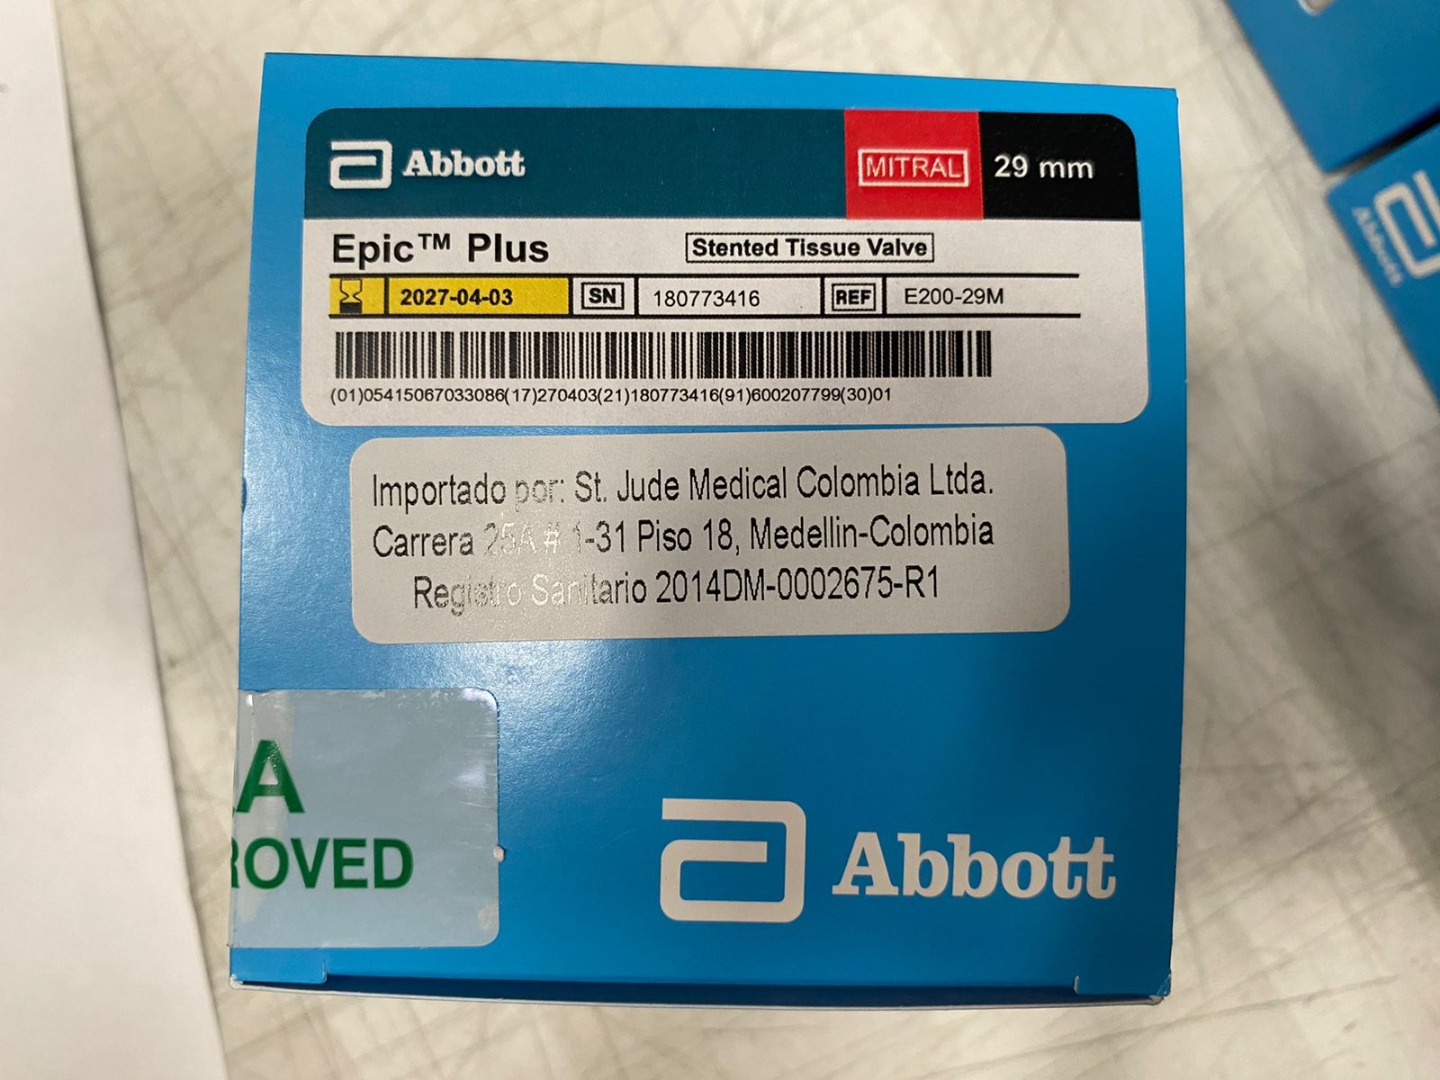 Abbott
MITRAL 29 mm
Epic™ Plus Stented Tissue Valve
2027-04-03 SN 180773416 REF E200-29M
(01)05415067033086(17)270403(21)180773416(91)600207799(30)01
Importado por: St. Jude Medical Colombia Ltda.
Carrera 25A # 1-31 Piso 18, Medellin-Colombia
Registro Sanitario 2014DM-0002675-R1
A
ROVED
Abbott
Abbott